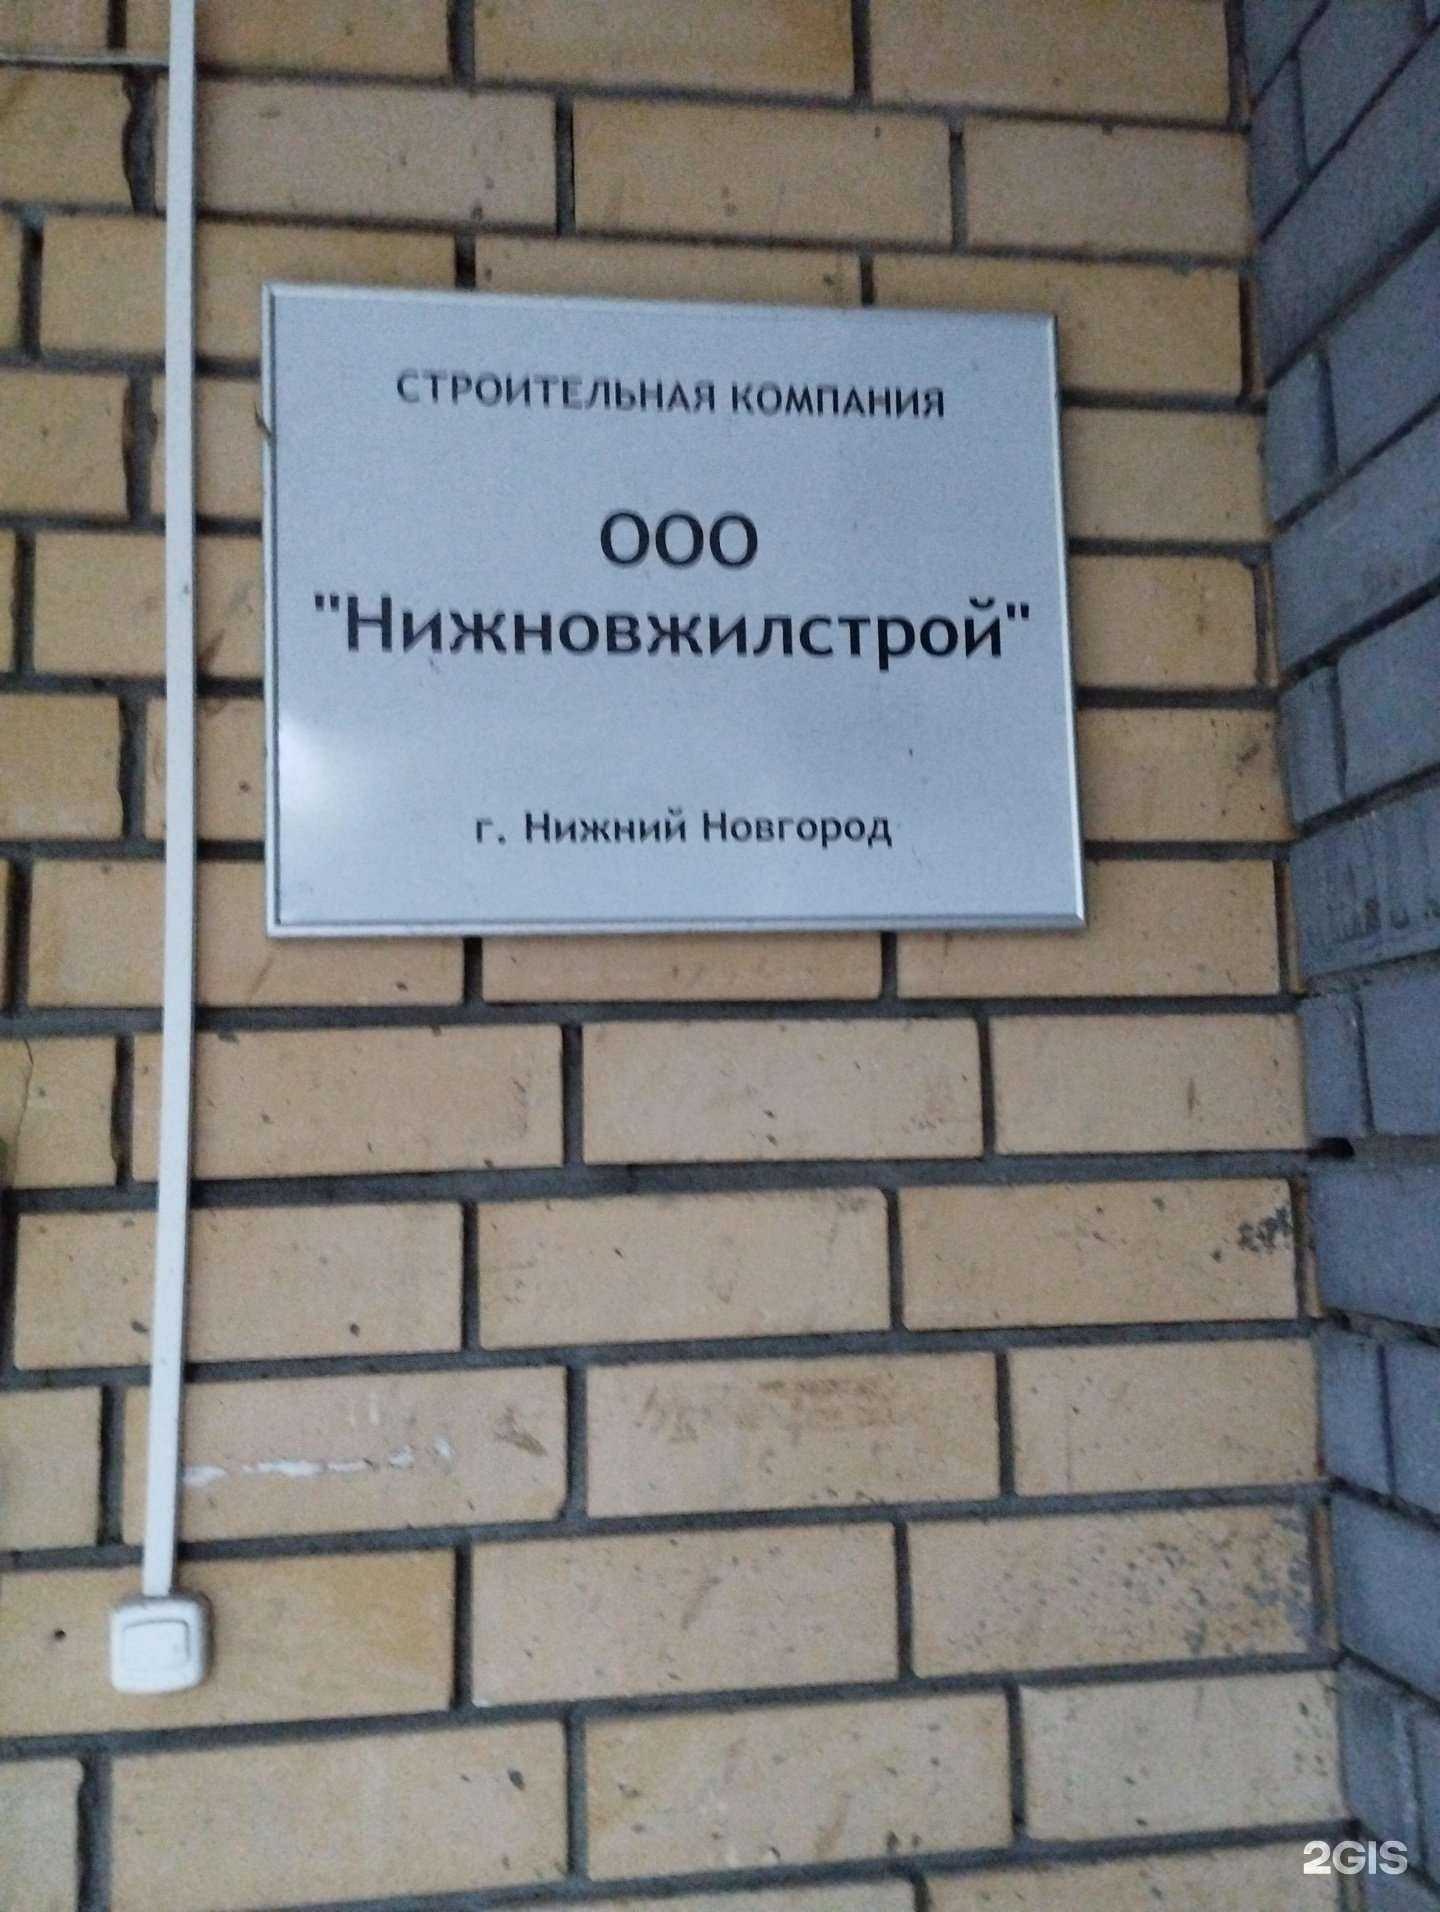 СТРОИТЕЛЬНАЯ КОМПАНИЯ
ООО
"Нижновжилстрой"
г. Нижний Новгород
2GIS